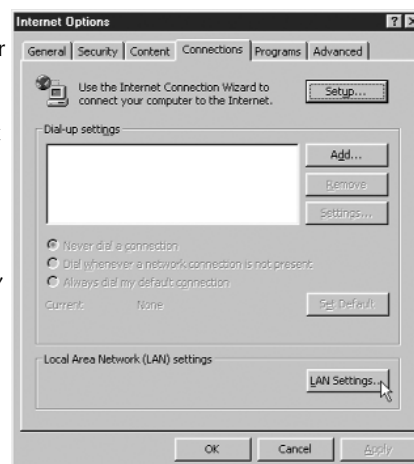 Internet Options
General Security Content Connections Programs Advanced
Use the Internet Connection Wizard to
connect your computer to the Internet.
Setup...
Dial-up settings
Add...
Remove
Settings...
Never dial a connection
Dial whenever a network connection is not present
Always dial my default connection
Current: None
Set Default
Local Area Network (LAN) settings
LAN Settings...
OK Cancel Apply